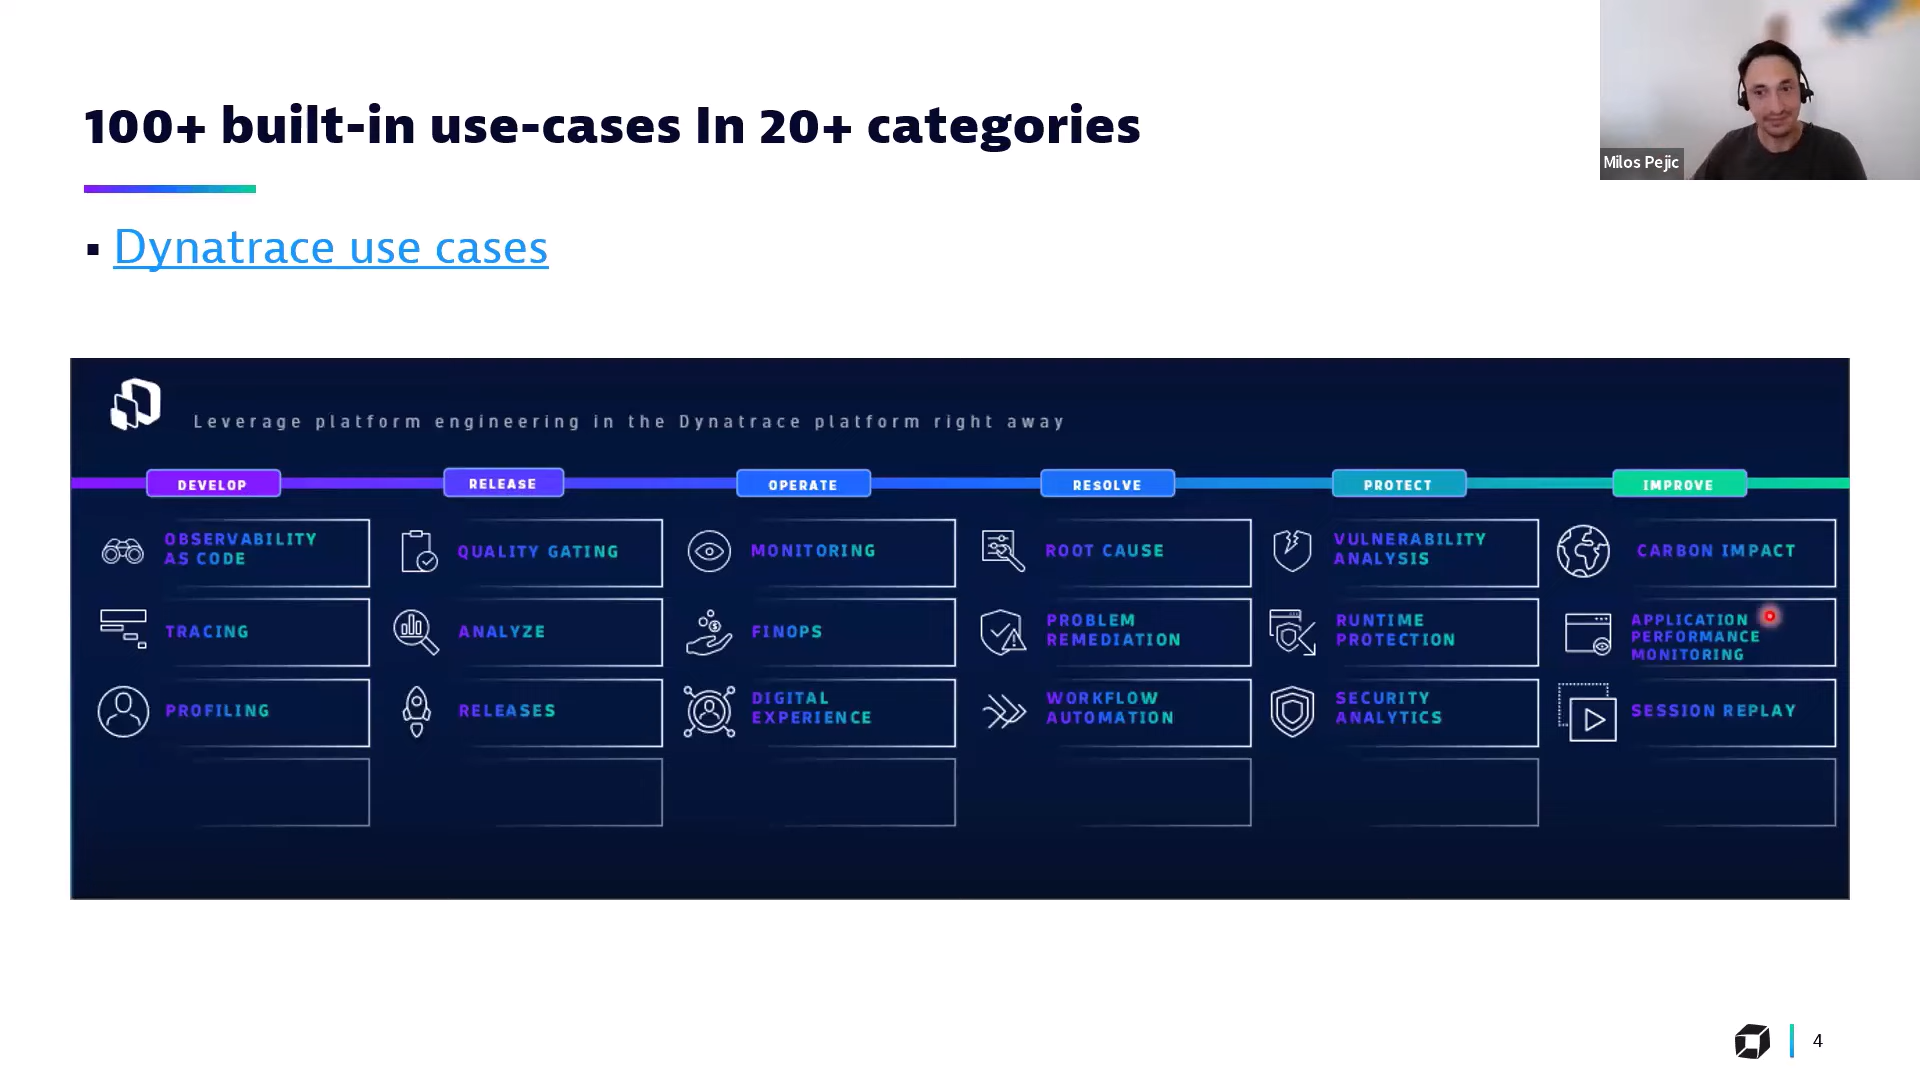 100+ built-in use-cases In 20+ categories
Milos Pejic
▪ Dynatrace use cases
Leverage platform engineering in the Dynatrace platform right away
DEVELOP
RELEASE
OPERATE
RESOLVE
PROTECT
IMPROVE
OBSERVABILITY
AS CODE
QUALITY GATING
MONITORING
ROOT CAUSE
VULNERABILITY
ANALYSIS
CARBON IMPACT
TRACING
ANALYZE
FINOPS
PROBLEM
REMEDIATION
RUNTIME
PROTECTION
APPLICATION
PERFORMANCE
MONITORING
PROFILING
RELEASES
DIGITAL
EXPERIENCE
WORKFLOW
AUTOMATION
SECURITY
ANALYTICS
SESSION REPLAY
4